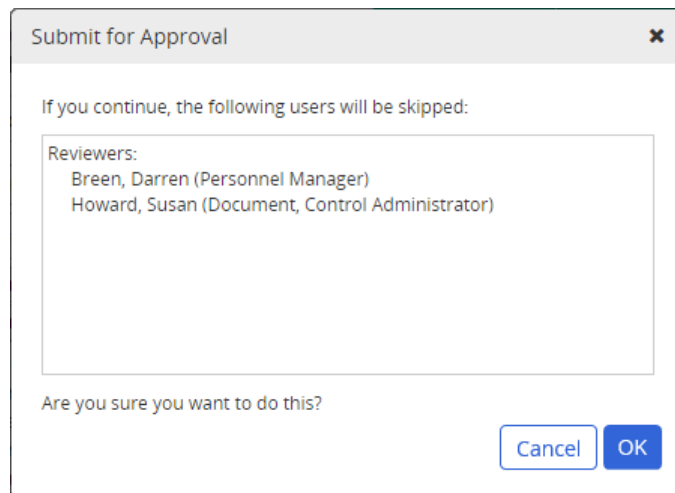 Submit for Approval
If you continue, the following users will be skipped:
Reviewers:
Breen, Darren (Personnel Manager)
Howard, Susan (Document, Control Administrator)
Are you sure you want to do this?
Cancel OK